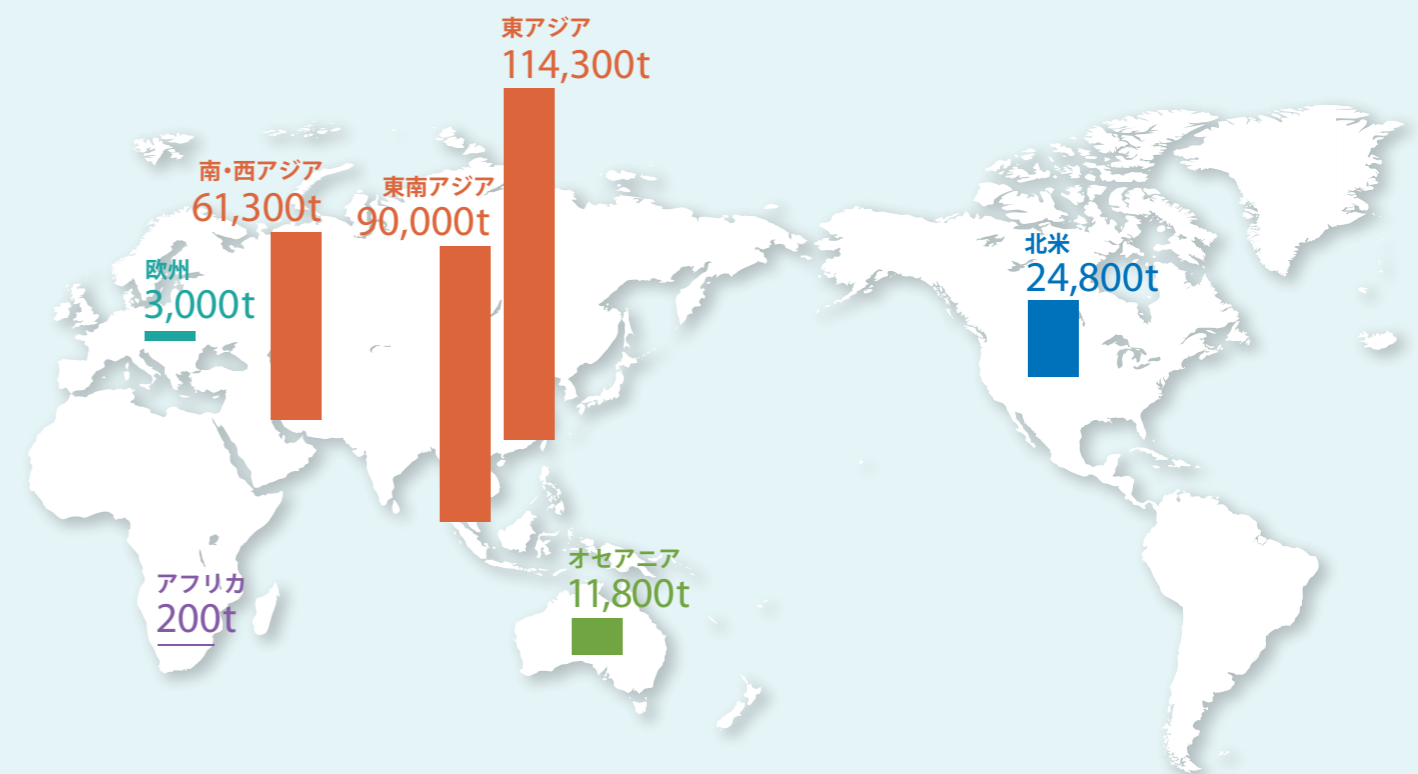 東アジア
114,300t
南・西アジア
61,300t
東南アジア
90,000t
欧州
3,000t
北米
24,800t
オセアニア
11,800t
アフリカ
200t